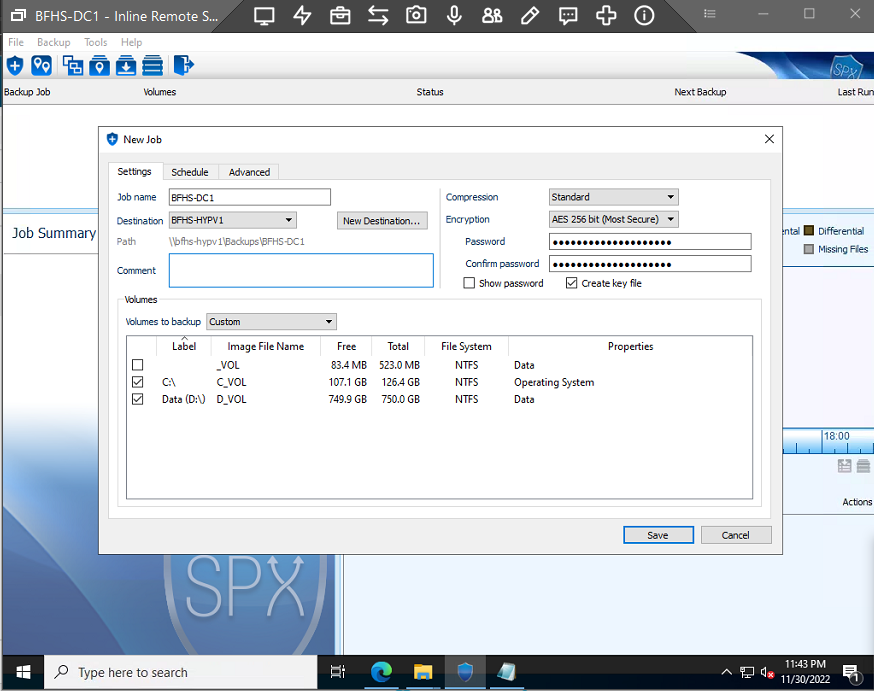 BFHS-DC1 - Inline Remote S...
File Backup Tools Help
SPX
Backup Job Volumes Status Next Backup Last Run
New Job
Settings Schedule Advanced
Job name BFHS-DC1
Destination BFHS-HYPV1 New Destination...
Path \\bfhs-hypv1\Backups\BFHS-DC1
Comment
Compression Standard
Encryption AES 256 bit (Most Secure)
Password ••••••••••••••••••••
Confirm password ••••••••••••••••••••
Show password Create key file
Job Summary
ntal Differential
Missing Files
Volumes
Volumes to backup Custom
Label Image File Name Free Total File System Properties
_VOL 83.4 MB 523.0 MB NTFS Data
C:\ C_VOL 107.1 GB 126.4 GB NTFS Operating System
Data (D:\) D_VOL 749.9 GB 750.0 GB NTFS Data
18:00
Actions
Save Cancel
SPX
Type here to search
11:43 PM
11/30/2022
1